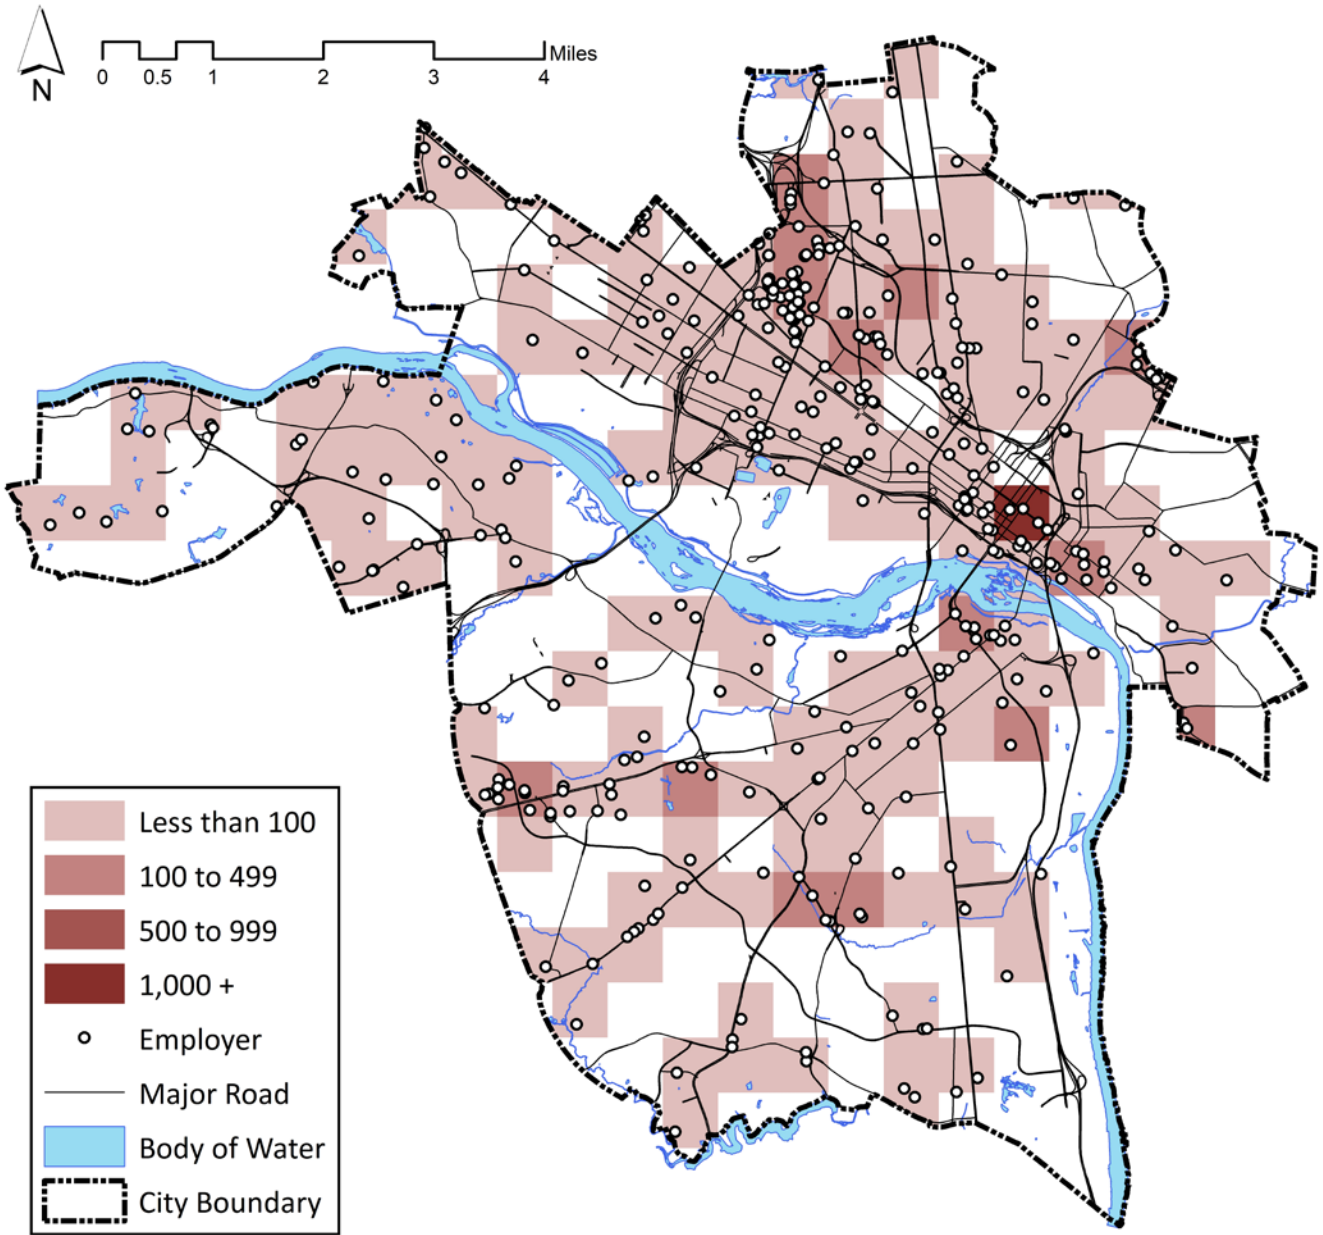 Miles
0 0.5 1 2 3 4
N
Less than 100
100 to 499
500 to 999
1,000 +
Employer
Major Road
Body of Water
City Boundary